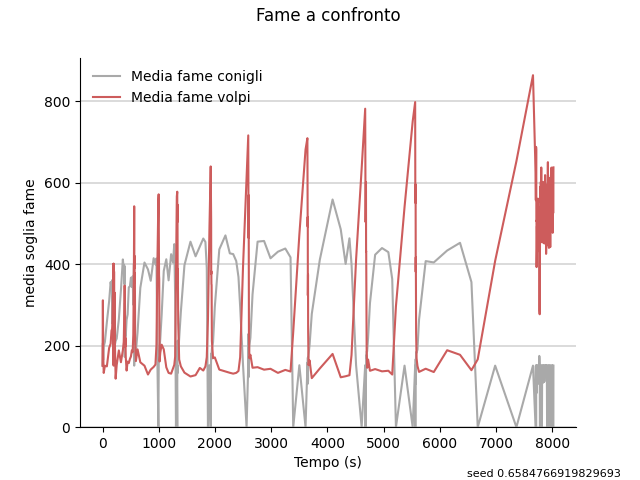 Fame a confronto
Media fame conigli
Media fame volpi
media soglia fame
800
600
400
200
0
0 1000 2000 3000 4000 5000 6000 7000 8000
Tempo (s)
seed 0.6584766919829693